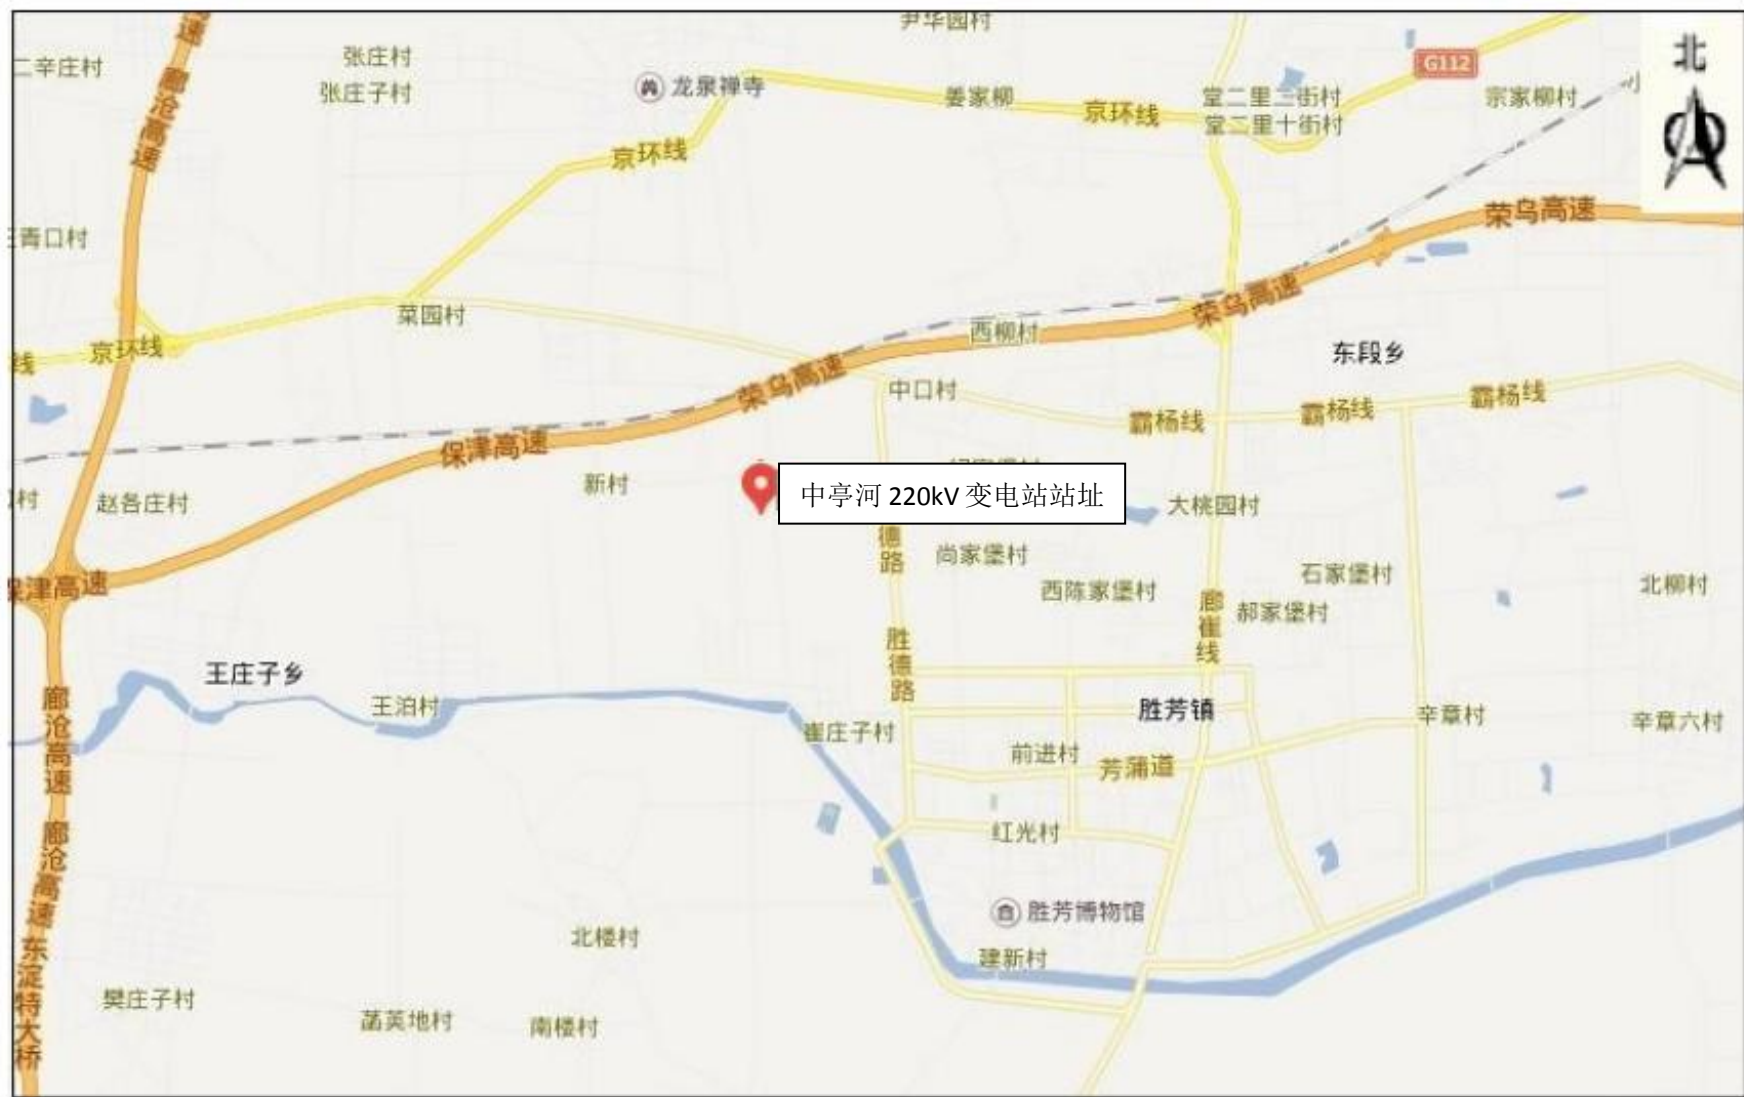 尹华园村
北
速
二辛庄村
张庄村
张庄子村
龙泉禅寺
G112
姜家柳
京环线
堂二里三街村
堂二里十街村
宗家柳村
廊沧高速
京环线
青口村
荣乌高速
荣乌高速
菜园村
西柳村
线
京环线
东段乡
荣乌高速
中口村
霸杨线
霸杨线
霸杨线
保津高速
新村
中亭河 220kV 变电站站址
村
赵各庄村
大桃园村
德路
尚家堡村
西陈家堡村
石家堡村
北柳村
津高速
廊崔线
郝家堡村
胜德路
王庄子乡
廊沧高速
王泊村
胜芳镇
辛章村
辛章六村
崔庄子村
前进村
芳蒲道
廊沧高速
红光村
胜芳博物馆
北楼村
东淀特大桥
建新村
樊庄子村
菡芙地村
南楼村